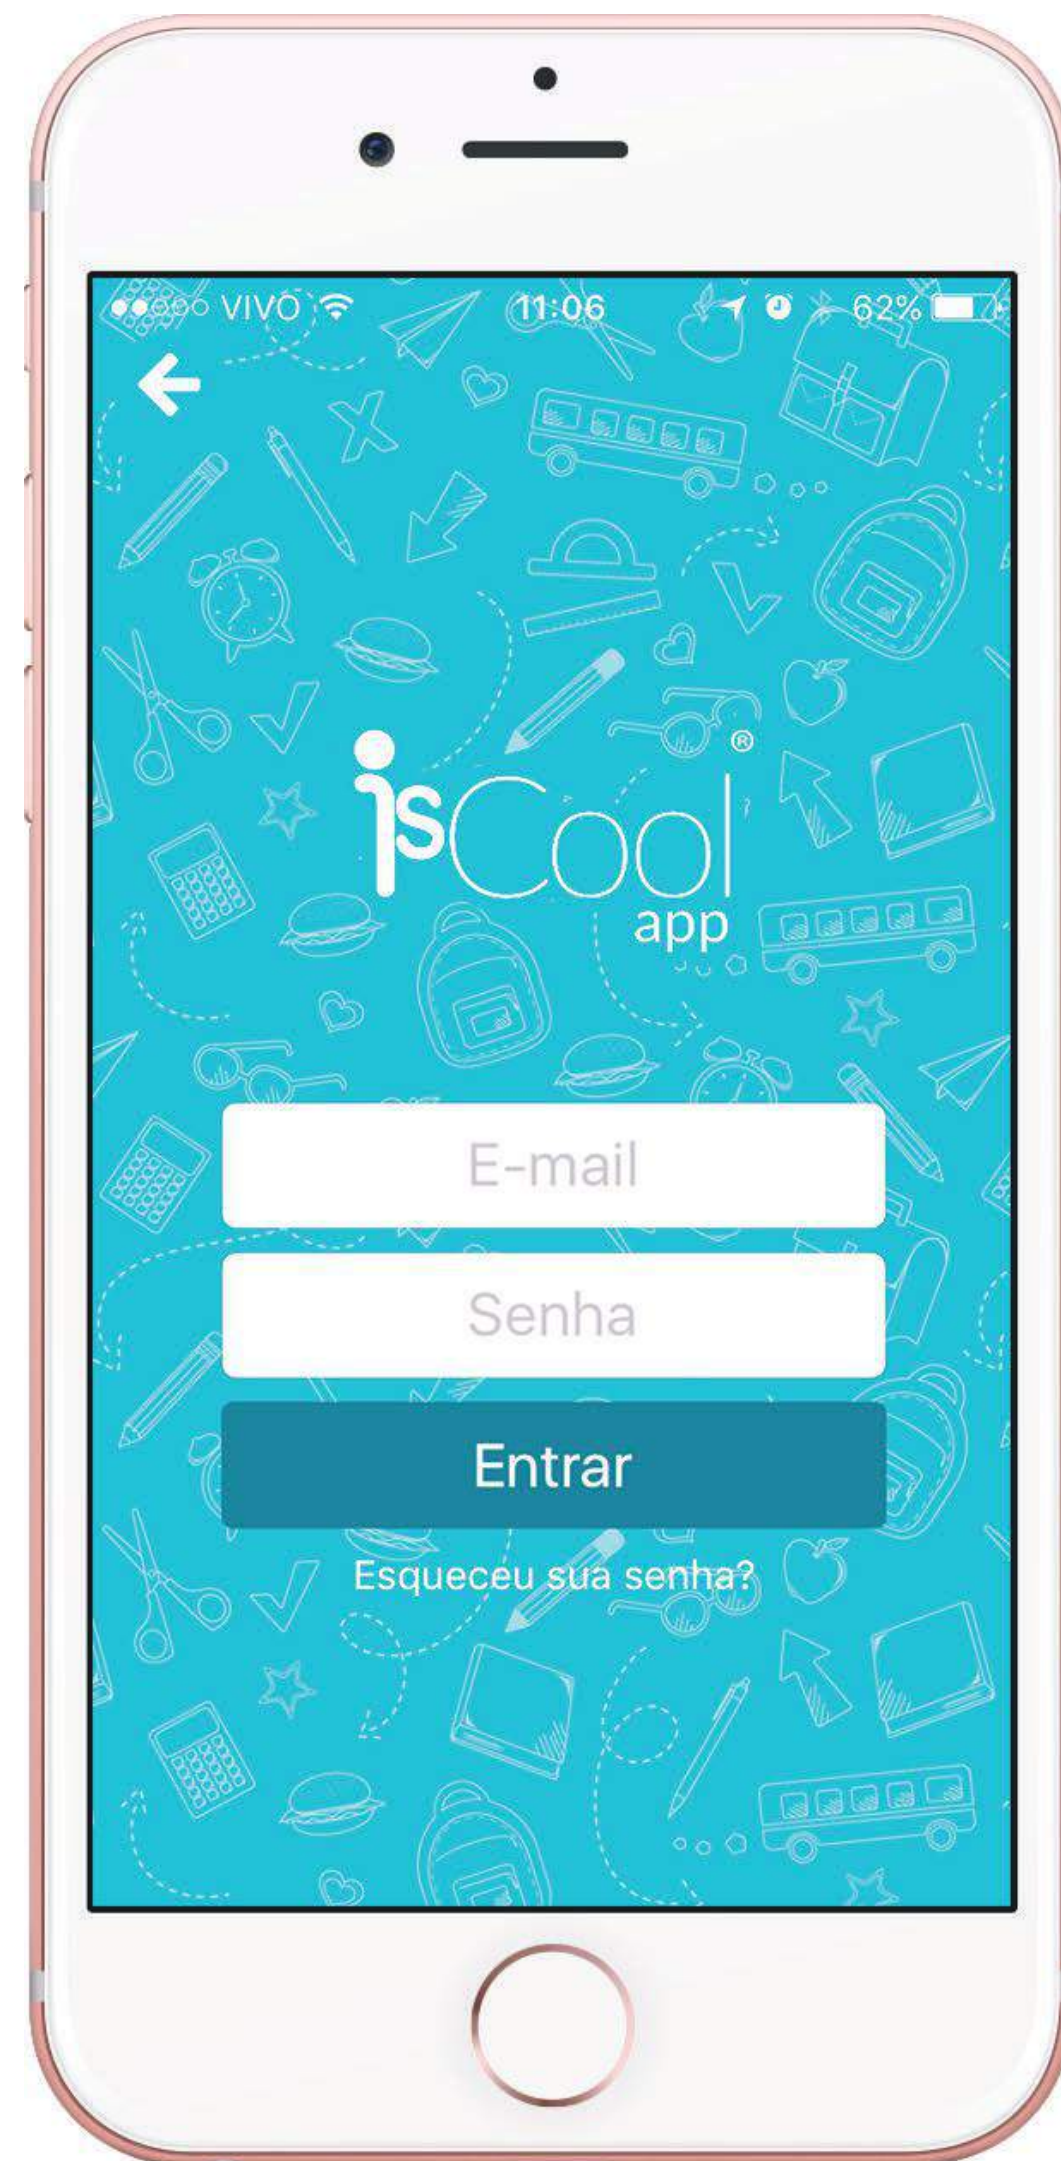 VIVO 11:06 62%
isCool®
app
E-mail
Senha
Entrar
Esqueceu sua senha?